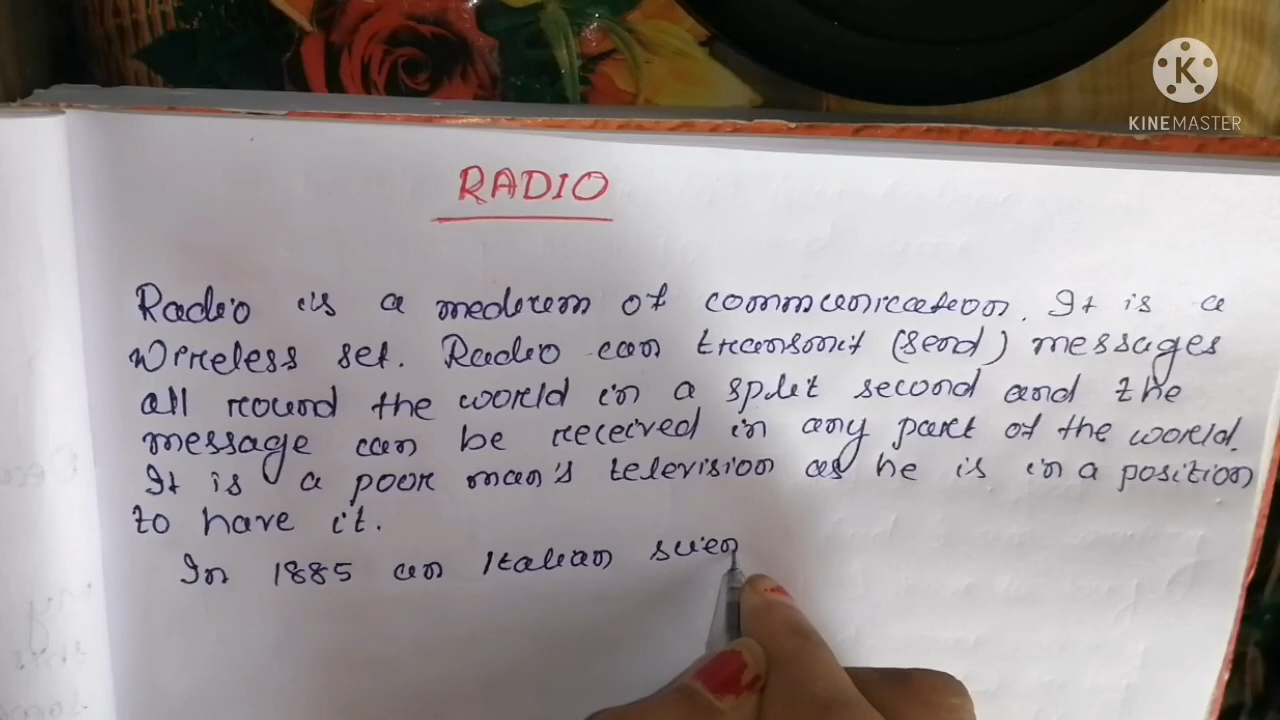 K
KINEMASTER
RADIO
Radio is a medium of communication. It is a
Wireless set. Radio can transmit (send) messages
all round the world in a split second and the
message can be received in any part of the world.
It is a poor man's television as he is in a position
to have it.
In 1885 an Italian scien